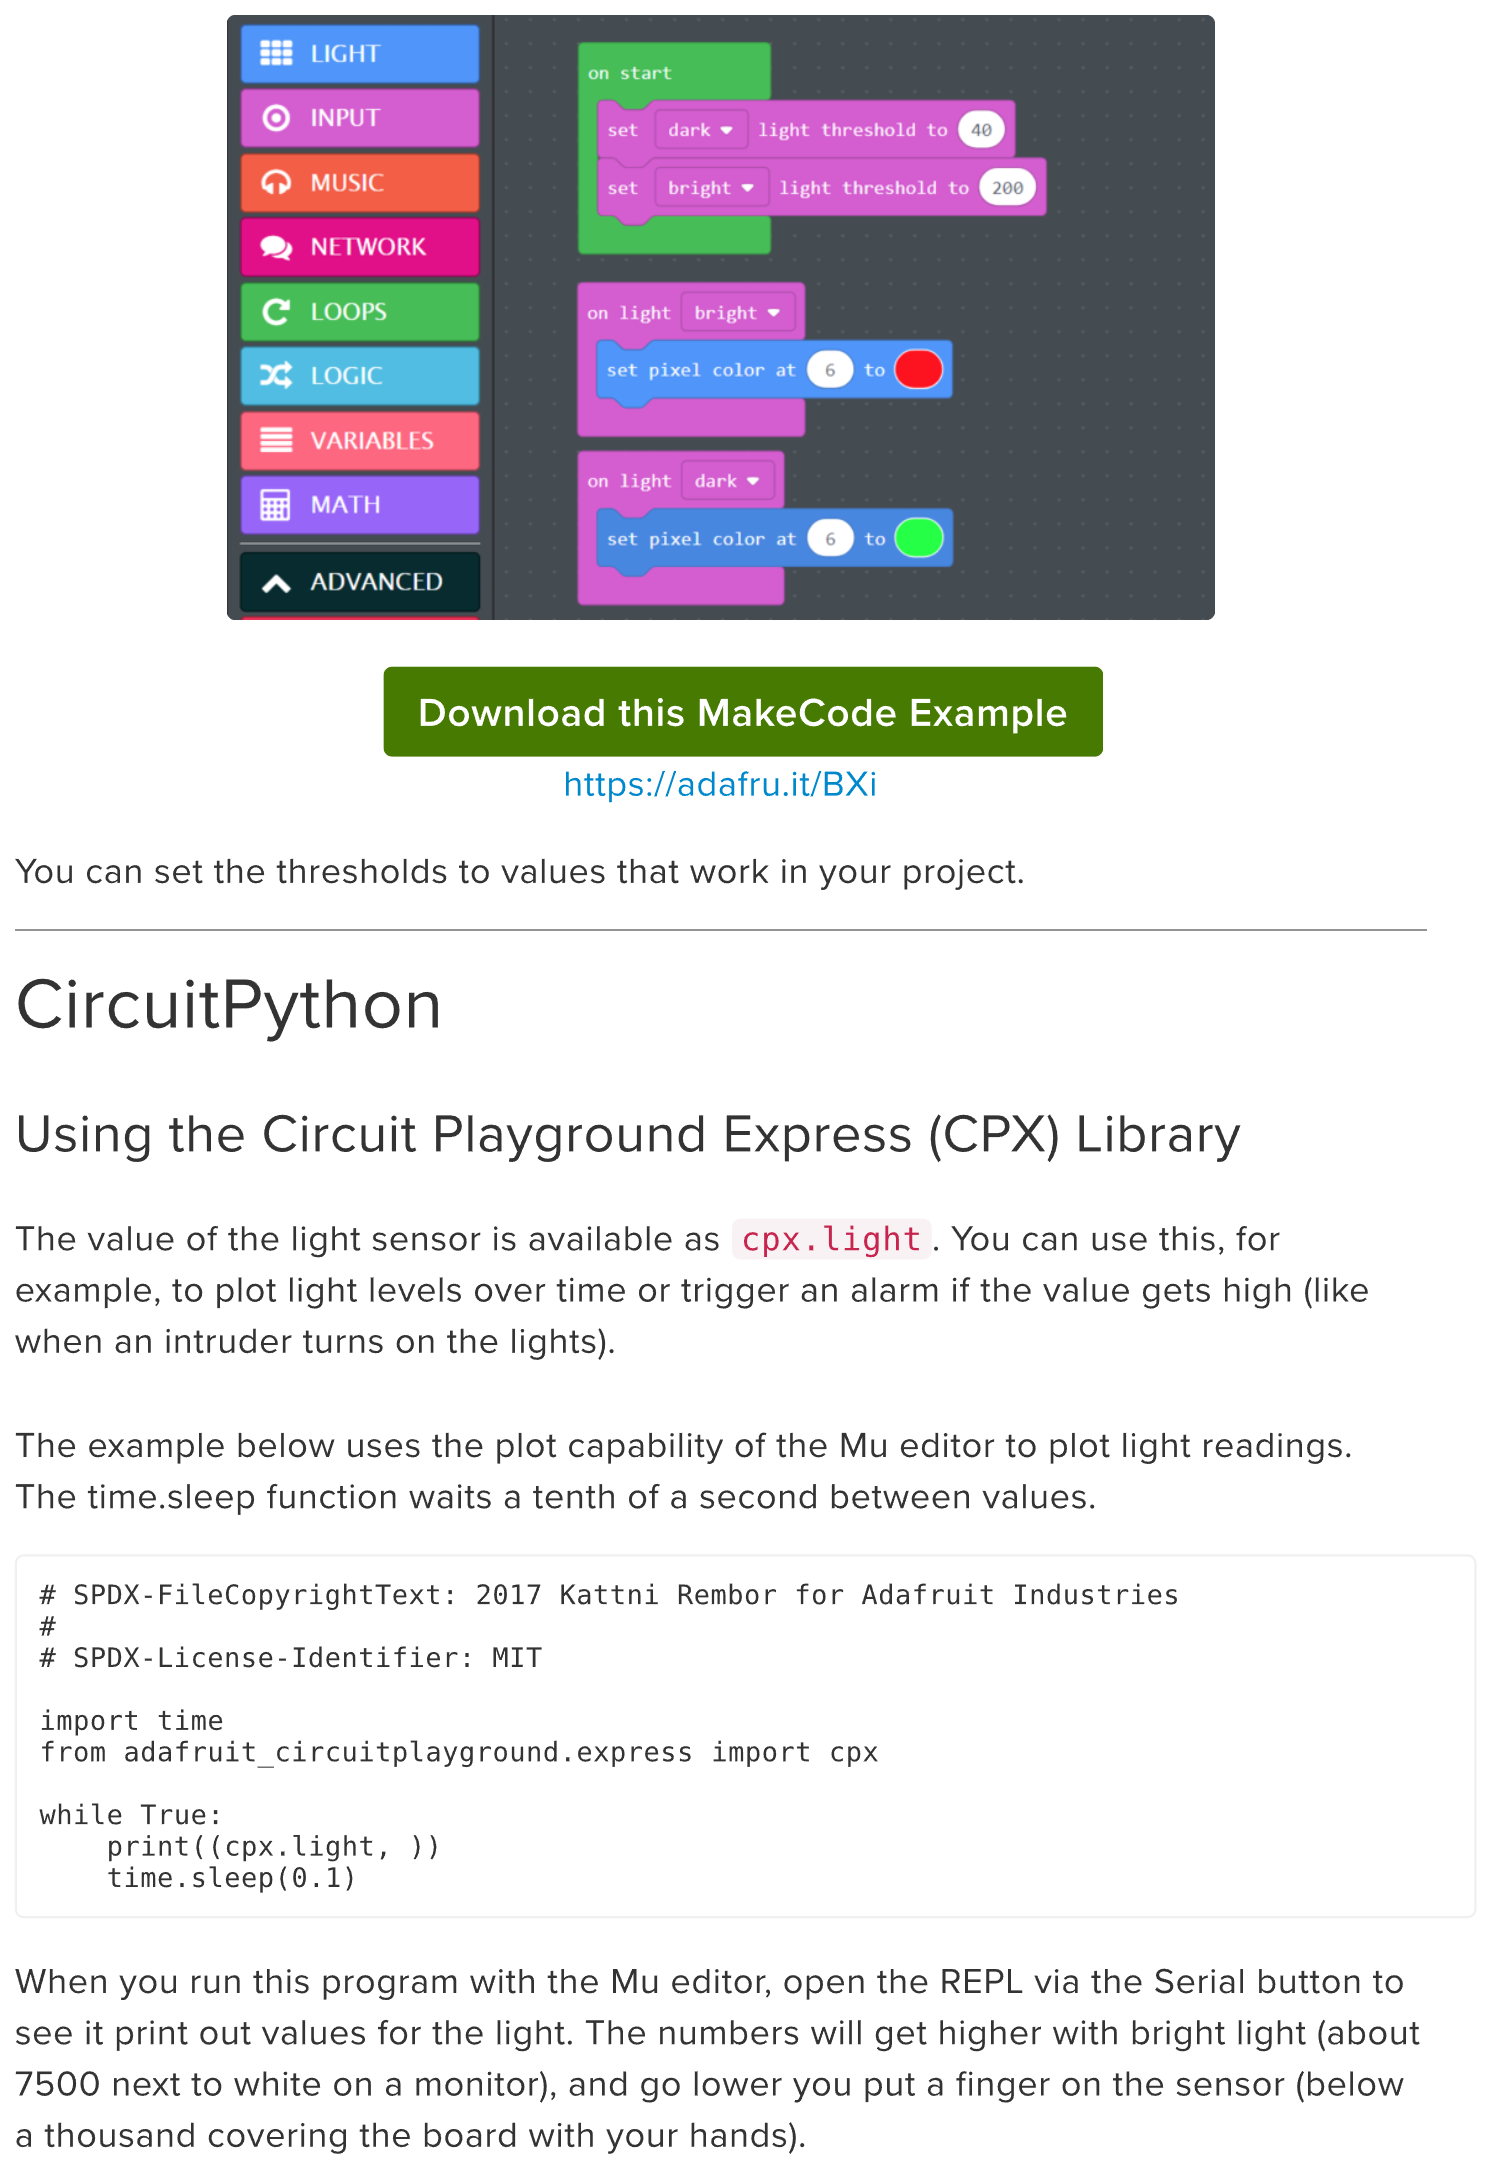 LIGHT
INPUT
MUSIC
NETWORK
LOOPS
LOGIC
VARIABLES
MATH
ADVANCED
on start
set dark light threshold to 40
set bright light threshold to 200
on light bright
set pixel color at 6 to
on light dark
set pixel color at 6 to
Download this MakeCode Example
https://adafru.it/BXi
You can set the thresholds to values that work in your project.
CircuitPython
Using the Circuit Playground Express (CPX) Library
The value of the light sensor is available as cpx.light. You can use this, for
example, to plot light levels over time or trigger an alarm if the value gets high (like
when an intruder turns on the lights).
The example below uses the plot capability of the Mu editor to plot light readings.
The time.sleep function waits a tenth of a second between values.
# SPDX-FileCopyrightText: 2017 Kattni Rembor for Adafruit Industries
#
# SPDX-License-Identifier: MIT
import time
from adafruit_circuitplayground.express import cpx
while True:
    print((cpx.light, ))
    time.sleep(0.1)
When you run this program with the Mu editor, open the REPL via the Serial button to
see it print out values for the light. The numbers will get higher with bright light (about
7500 next to white on a monitor), and go lower you put a finger on the sensor (below
a thousand covering the board with your hands).